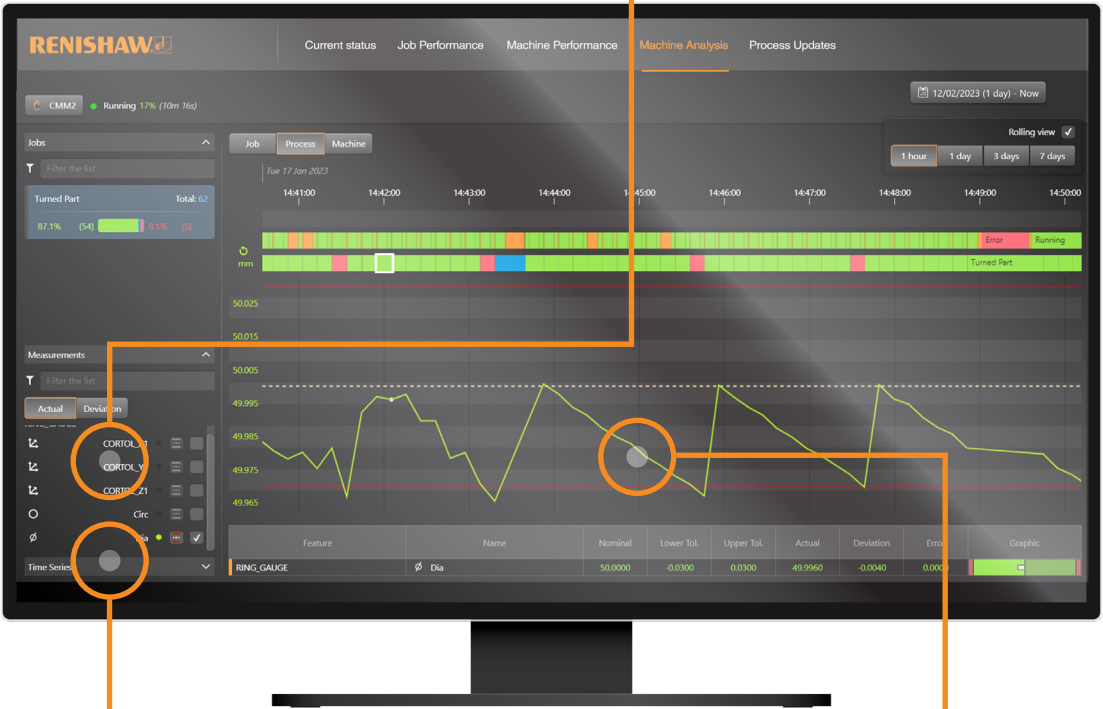 RENISHAW
Current status Job Performance Machine Performance Machine Analysis Process Updates
12/02/2023 (1 day) - Now
CMM2 Running 17% (10m 16s)
Rolling view
1 hour 1 day 3 days 7 days
Jobs
Filter the list
Turned Part Total: 62
87.1% (54) 8.1% (5)
Job Process Machine
Tue 17 Jan 2023
14:41:00 14:42:00 14:43:00 14:44:00 14:45:00 14:46:00 14:47:00 14:48:00 14:49:00 14:50:00
Error Running
mm
Turned Part
50.025
50.015
50.005
49.995
49.985
49.975
49.965
Measurements
Filter the list
Actual Deviation
RING_GAUGE
CORTOL_X1
CORTOL_Y1
CORTOL_Z1
Circ
Dia
Time Series
Feature Name Nominal Lower Tol. Upper Tol. Actual Deviation Error Graphic
RING_GAUGE Ø Dia 50.0000 -0.0300 0.0300 49.9960 -0.0040 0.0000